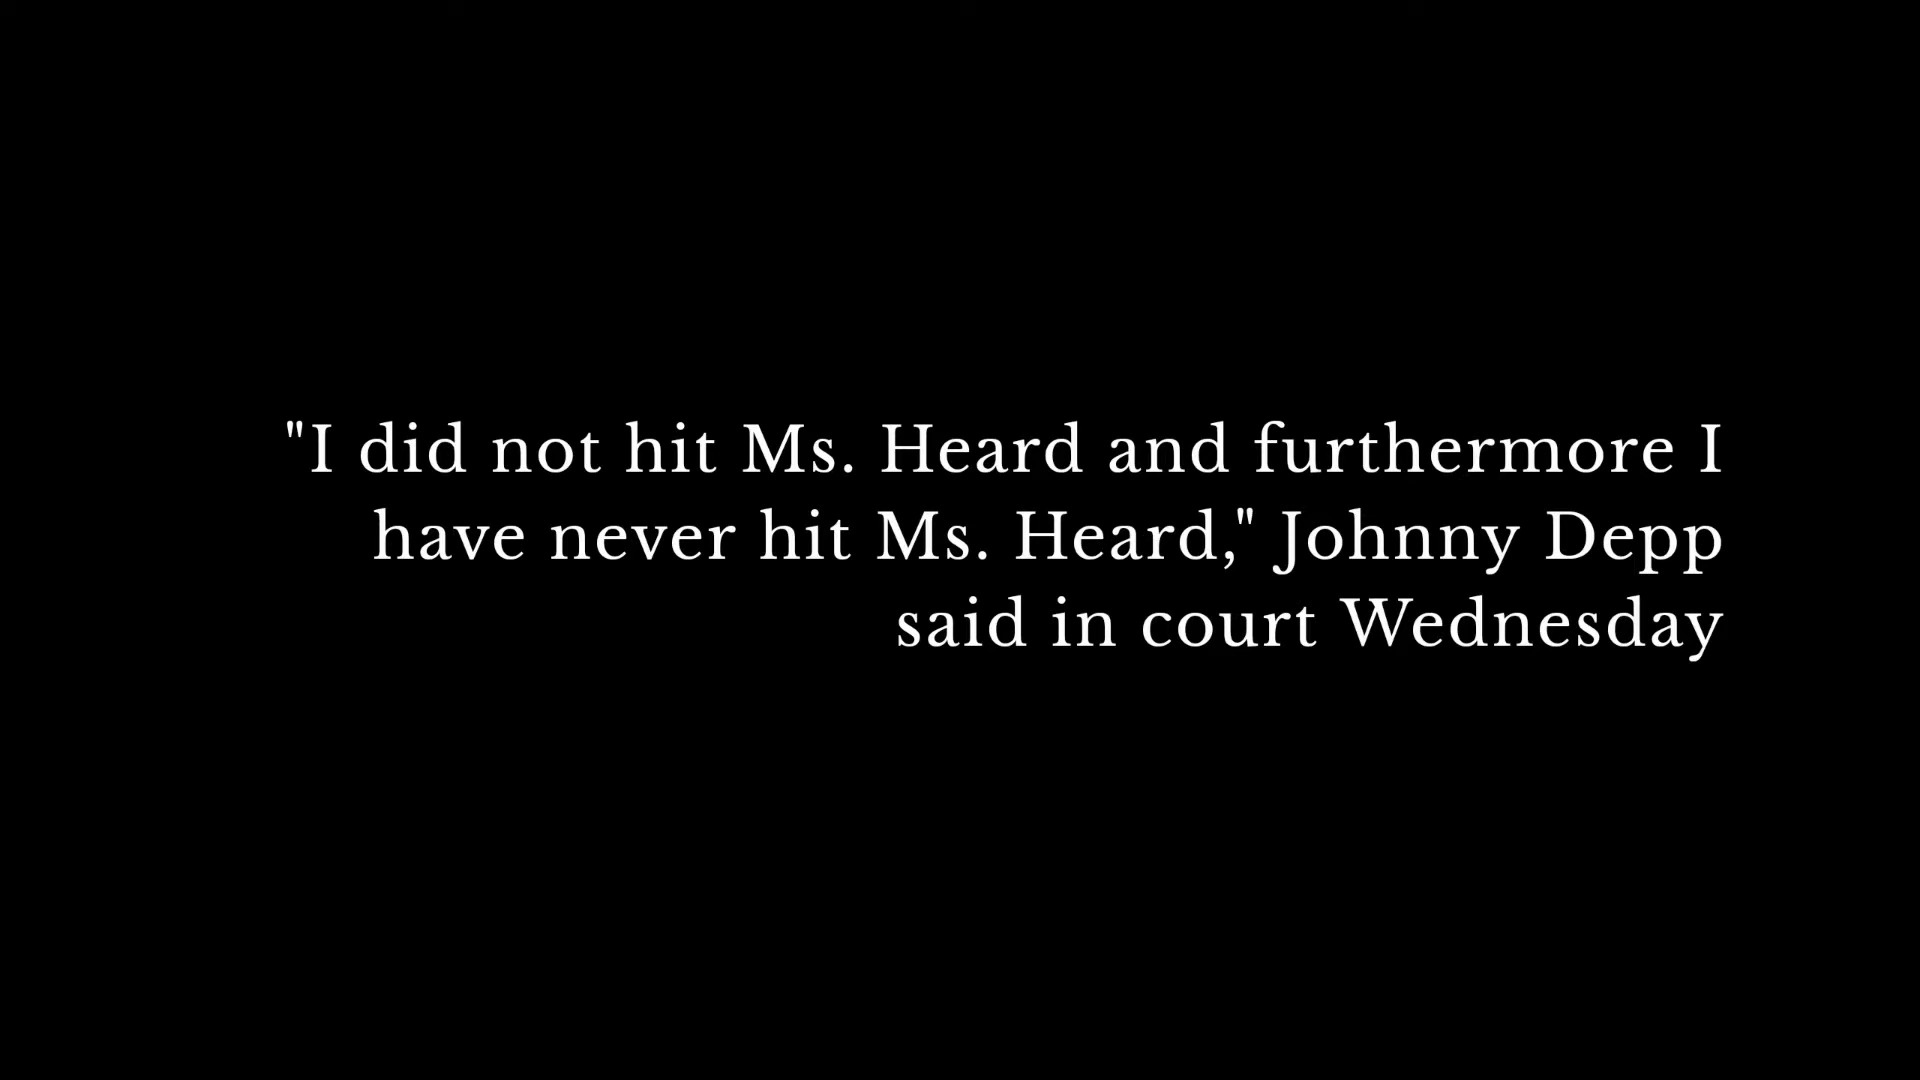 "I did not hit Ms. Heard and furthermore I
have never hit Ms. Heard," Johnny Depp
said in court Wednesday